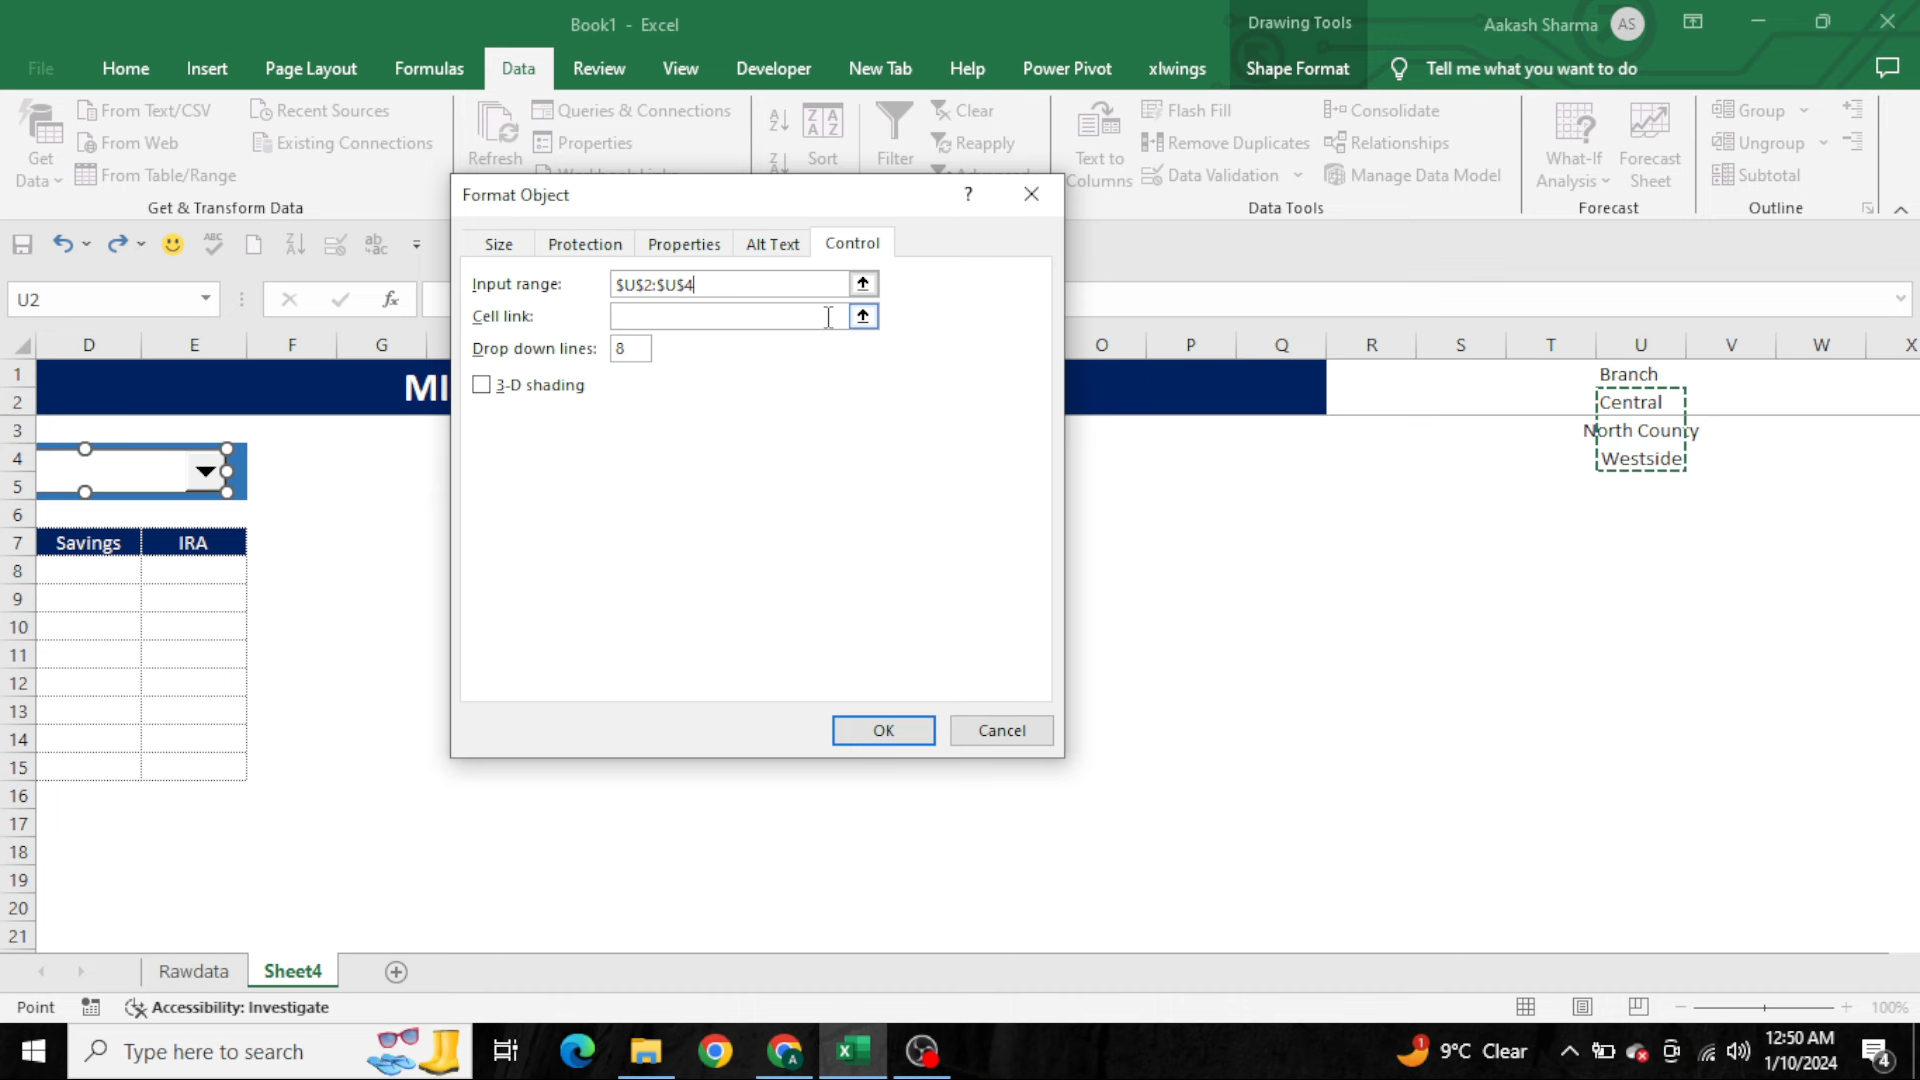 Book1 - Excel
Drawing Tools
Aakash Sharma AS
File Home Insert Page Layout Formulas Data Review View Developer New Tab Help Power Pivot xlwings Shape Format Tell me what you want to do
From Text/CSV Recent Sources Queries & Connections Clear Flash Fill Consolidate Group
From Web Existing Connections Properties Reapply Remove Duplicates Relationships Ungroup
Get Data From Table/Range Refresh Sort Filter Text to Columns Data Validation Manage Data Model What-If Analysis Forecast Sheet Subtotal
Get & Transform Data Data Tools Forecast Outline
Format Object ?
Size Protection Properties Alt Text Control
Input range: $U$2:$U$4
Cell link:
Drop down lines: 8
3-D shading
OK Cancel
U2 fx
D E F G O P Q R S T U V W X
1 MI Branch
2 Central
3 North County
4 Westside
5
6
7 Savings IRA
8
9
10
11
12
13
14
15
16
17
18
19
20
21
Rawdata Sheet4
Point Accessibility: Investigate 100%
Type here to search 1 9°C Clear 12:50 AM
1/10/2024 4